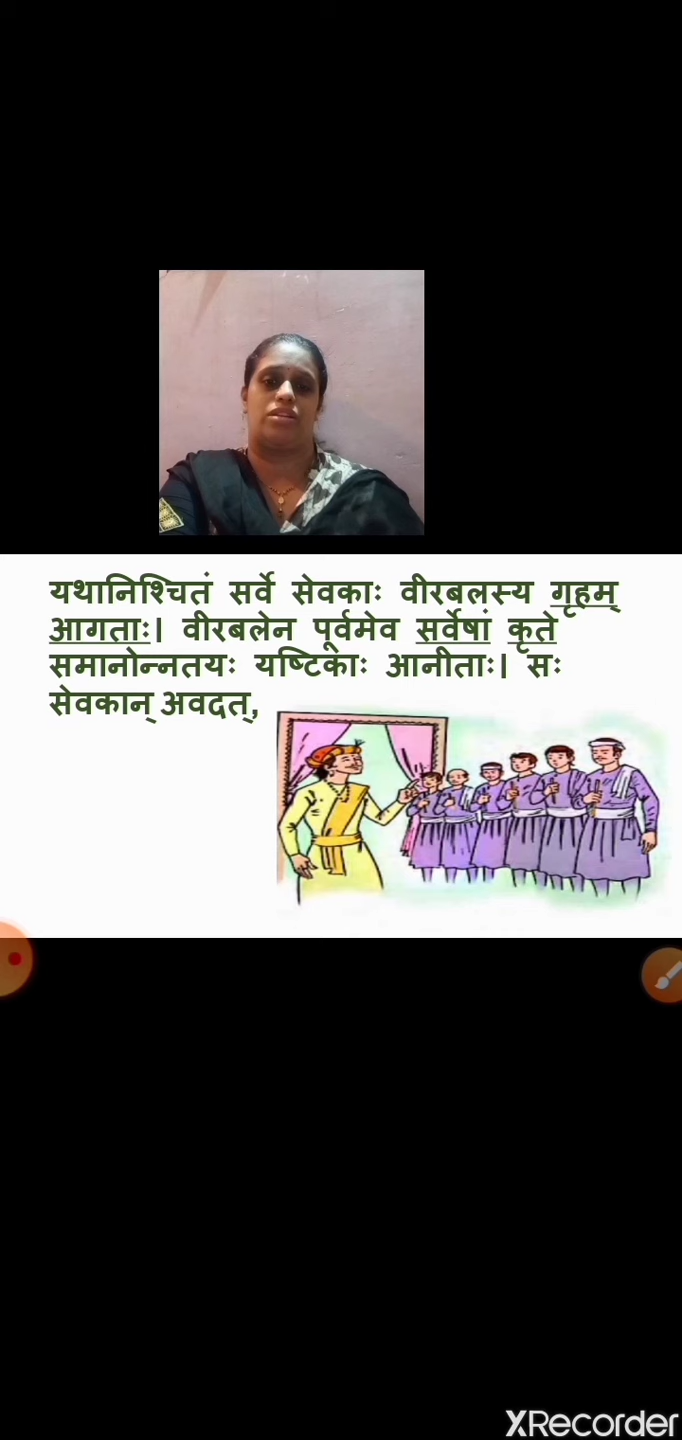 यथानिश्चितं सर्वे सेवकाः वीरबलस्य गृहम्
आगताः। वीरबलेन पूर्वमेव सर्वेषां कृते
समानोन्नतयः यष्टिकाः आनीताः। सः
सेवकान् अवदत्,
XRecorder